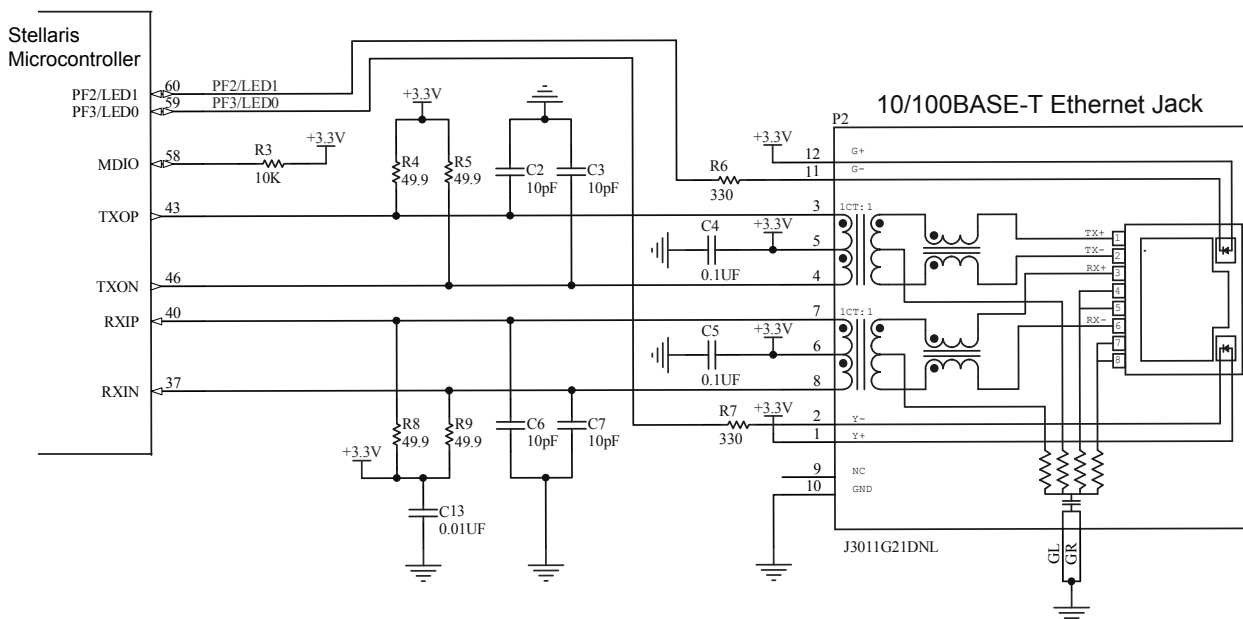 Stellaris
Microcontroller
PF2/LED1
60
PF2/LED1
PF3/LED0
59
PF3/LED0
MDIO
58
R3
10K
+3.3V
TXOP
43
TXON
46
RXIP
40
RXIN
37
+3.3V
R4
49.9
R5
49.9
C2
10pF
C3
10pF
R6
330
+3.3V
C4
0.1UF
+3.3V
C5
0.1UF
+3.3V
R7
330
+3.3V
R8
49.9
R9
49.9
C6
10pF
C7
10pF
+3.3V
C13
0.01UF
10/100BASE-T Ethernet Jack
P2
12
G+
11
G-
3
1CT:1
5
4
7
1CT:1
6
8
2
Y-
1
Y+
9
NC
10
GND
TX+
1
TX-
2
RX+
3
4
5
RX-
6
7
8
J3011G21DNL
GL
GR